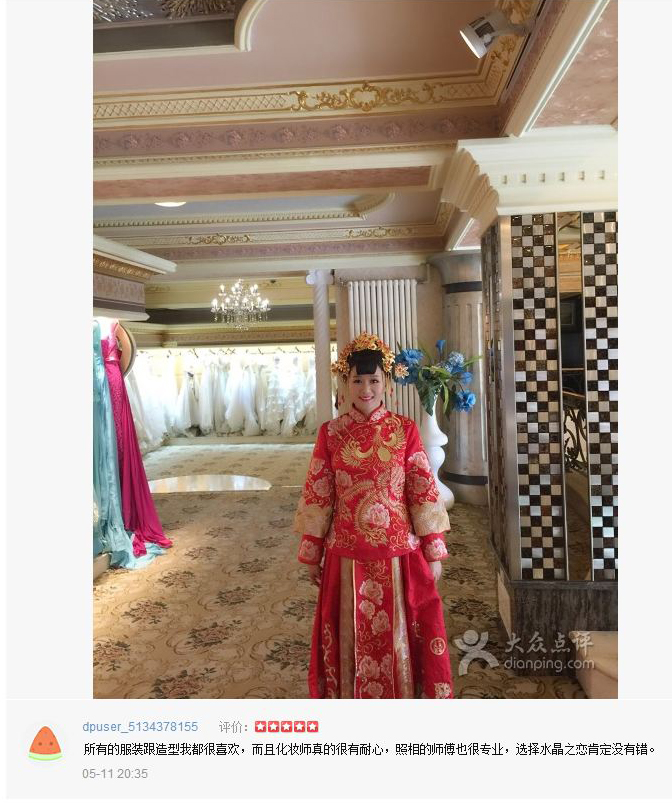 大众点评
dianping.com
dpuser_5134378155 评价：
所有的服装跟造型我都很喜欢，而且化妆师真的很有耐心，照相的师傅也很专业，选择水晶之恋肯定没有错。
05-11 20:35